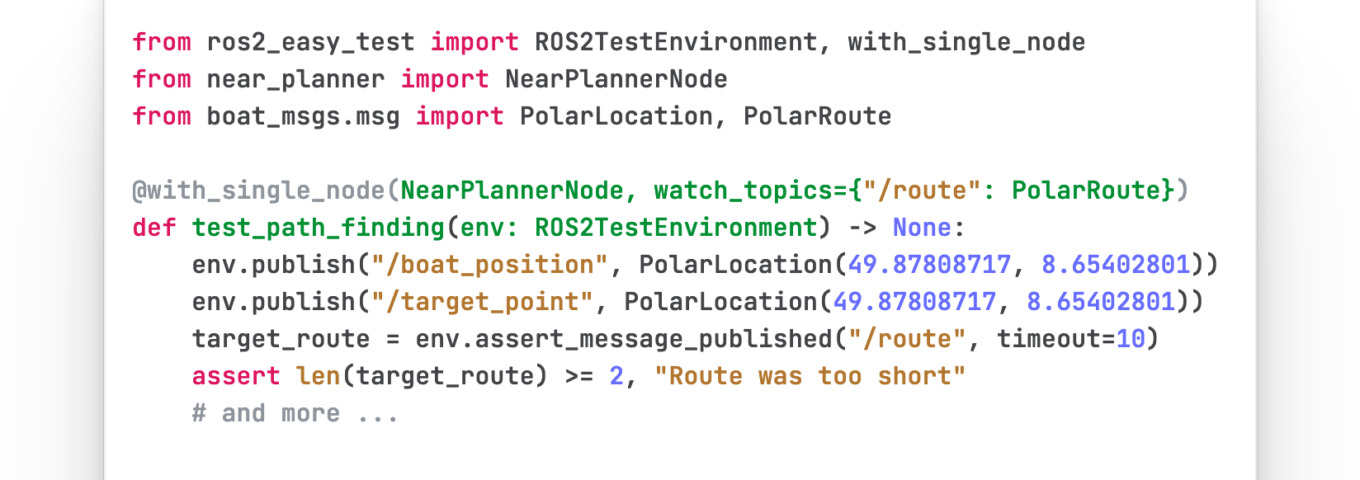 from ros2_easy_test import ROS2TestEnvironment, with_single_node
from near_planner import NearPlannerNode
from boat_msgs.msg import PolarLocation, PolarRoute
@with_single_node(NearPlannerNode, watch_topics={"/route": PolarRoute})
def test_path_finding(env: ROS2TestEnvironment) -> None:
    env.publish("/boat_position", PolarLocation(49.87808717, 8.65402801))
    env.publish("/target_point", PolarLocation(49.87808717, 8.65402801))
    target_route = env.assert_message_published("/route", timeout=10)
    assert len(target_route) >= 2, "Route was too short"
    # and more ...